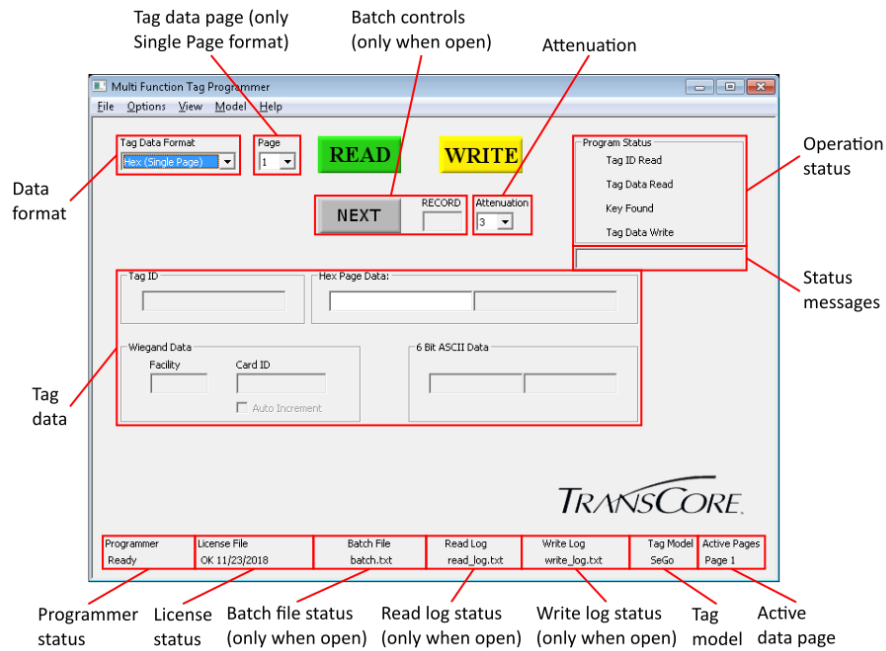 Tag data page (only
Single Page format)
Batch controls
(only when open)
Attenuation
Multi Function Tag Programmer
File Options View Model Help
Tag Data Format
Hex (Single Page)
Page
1
READ
WRITE
Program Status
Tag ID Read
Tag Data Read
Key Found
Tag Data Write
Operation
status
Data
format
NEXT
RECORD
Attenuation
3
Status
messages
Tag ID
Hex Page Data:
Wiegand Data
Facility
Card ID
Auto Increment
6 Bit ASCII Data
Tag
data
TRANSCORE.
Programmer
Ready
License File
OK 11/23/2018
Batch File
batch.txt
Read Log
read_log.txt
Write Log
write_log.txt
Tag Model
SeGo
Active Pages
Page 1
Programmer
status
License
status
Batch file status
(only when open)
Read log status
(only when open)
Write log status
(only when open)
Tag
model
Active
data page